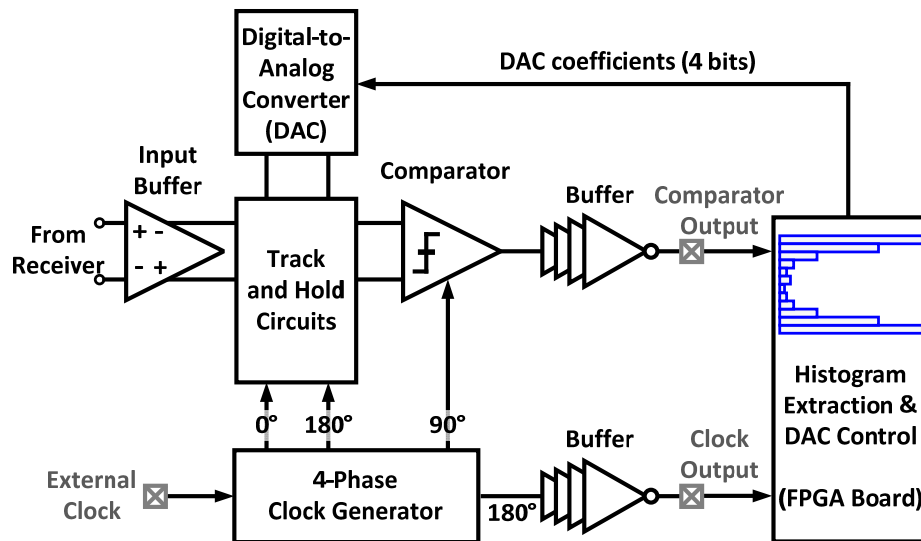 Digital-to-
Analog
Converter
(DAC)
DAC coefficients (4 bits)
Input
Buffer
Comparator
Buffer
Comparator
Output
From
Receiver
+ -
- +
Track
and Hold
Circuits
0°
180°
90°
Histogram
Extraction &
DAC Control
(FPGA Board)
External
Clock
4-Phase
Clock Generator
180°
Buffer
Clock
Output